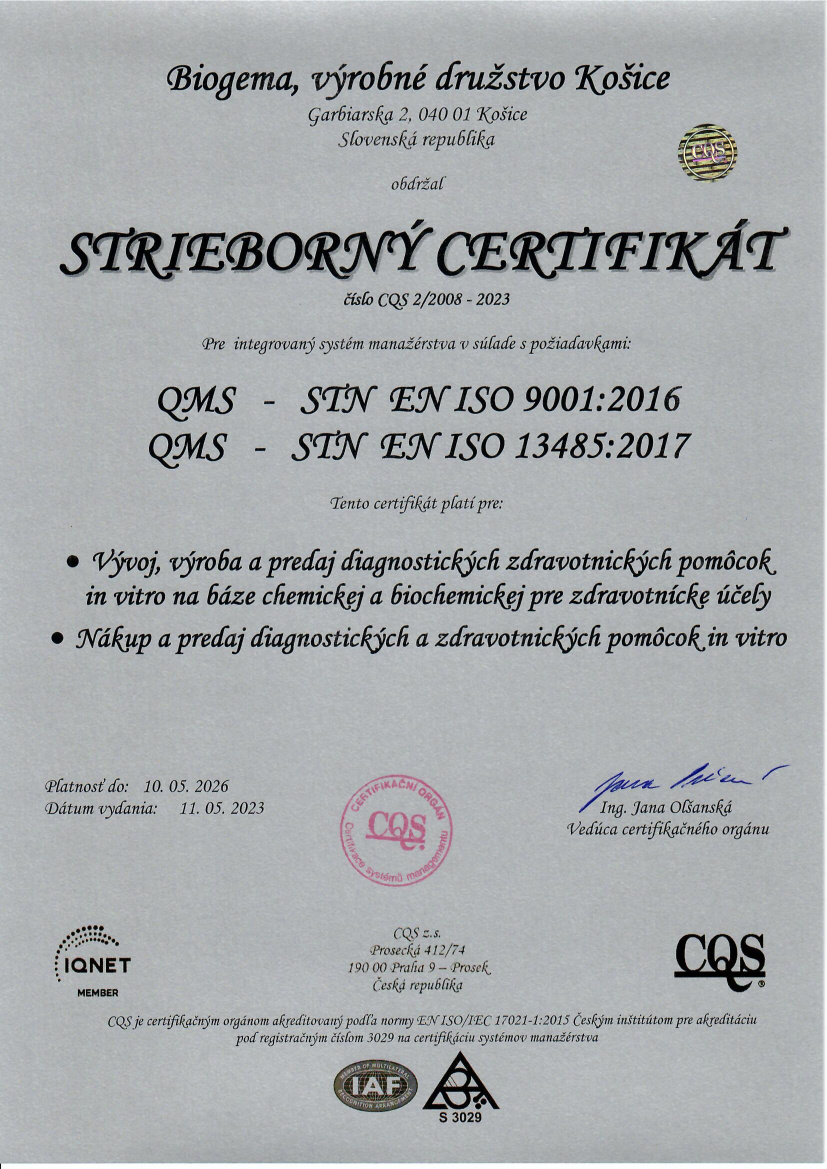 Biogema, výrobné družstvo Košice
Garbiarska 2, 040 01 Košice
Slovenská republika
CQS
obdržal
STRIEBORNÝ CERTIFIKÁT
číslo CQS 2/2008 - 2023
Pre integrovaný systém manažérstva v súlade s požiadavkami:
QMS - STN EN ISO 9001:2016
QMS - STN EN ISO 13485:2017
Tento certifikát platí pre:
• Vývoj, výroba a predaj diagnostických zdravotníckych pomôcok
in vitro na báze chemickej a biochemickej pre zdravotnícke účely
• Nákup a predaj diagnostických a zdravotníckych pomôcok in vitro
Platnosť do: 10. 05. 2026
Dátum vydania: 11. 05. 2023
CERTIFIKAČNÍ ORGÁN
CQS
Certifikace systémů managementu
Ing. Jana Olšanská
Vedúca certifikačného orgánu
IQNET
MEMBER
CQS z.s.
Prosecká 412/74
190 00 Praha 9 – Prosek
Česká republika
CQS®
CQS je certifikačným orgánom akreditovaný podľa normy EN ISO/IEC 17021-1:2015 Českým inštitútom pre akreditáciu
pod registračným číslom 3029 na certifikáciu systémov manažérstva
MEMBER OF MULTILATERAL
IAF
RECOGNITION ARRANGEMENT
S 3029